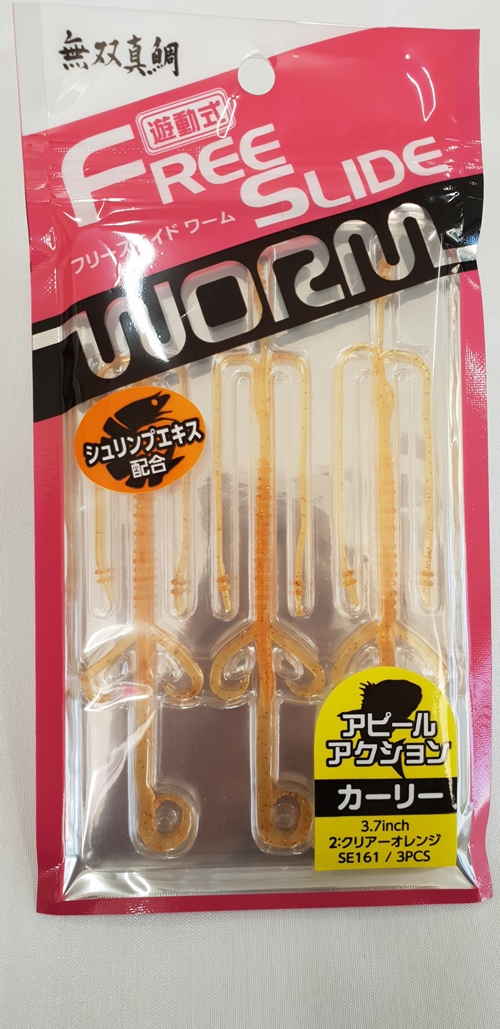 無双真鯛
遊動式
FREE
SLIDE
フリースライド ワーム
WORM
シュリンプエキス
配合
アピール
アクション
カーリー
3.7inch
2:クリアーオレンジ
SE161 / 3PCS